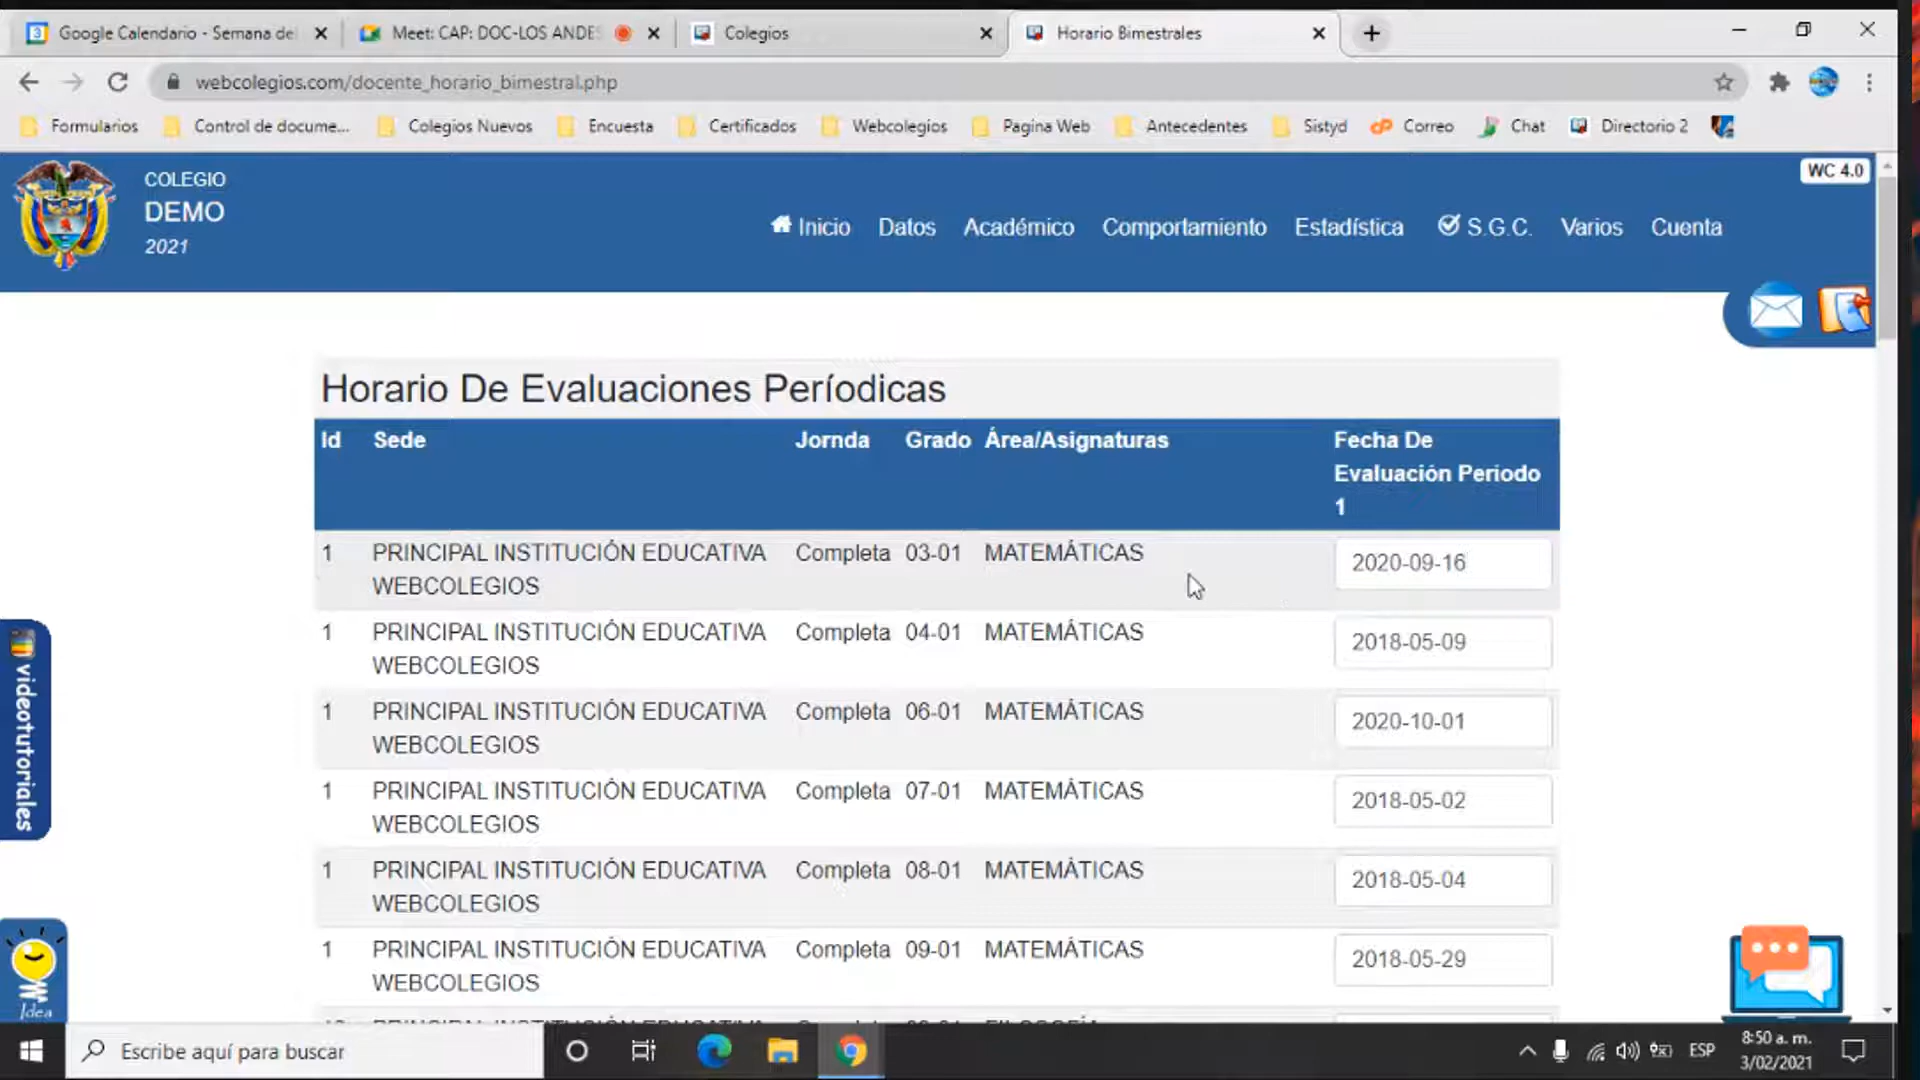 Google Calendario - Semana del
Meet: CAP: DOC-LOS ANDES
Colegios
Horario Bimestrales
webcolegios.com/docente_horario_bimestral.php
Formularios
Control de docume...
Colegios Nuevos
Encuesta
Certificados
Webcolegios
Pagina Web
Antecedentes
Sistyd
Correo
Chat
Directorio 2
COLEGIO
DEMO
2021
WC 4.0
Inicio Datos Académico Comportamiento Estadística S.G.C. Varios Cuenta
Horario De Evaluaciones Períodicas
Id Sede Jornda Grado Área/Asignaturas Fecha De
Evaluación Periodo
1
1 PRINCIPAL INSTITUCIÓN EDUCATIVA Completa 03-01 MATEMÁTICAS 2020-09-16
WEBCOLEGIOS
1 PRINCIPAL INSTITUCIÓN EDUCATIVA Completa 04-01 MATEMÁTICAS 2018-05-09
WEBCOLEGIOS
1 PRINCIPAL INSTITUCIÓN EDUCATIVA Completa 06-01 MATEMÁTICAS 2020-10-01
WEBCOLEGIOS
1 PRINCIPAL INSTITUCIÓN EDUCATIVA Completa 07-01 MATEMÁTICAS 2018-05-02
WEBCOLEGIOS
1 PRINCIPAL INSTITUCIÓN EDUCATIVA Completa 08-01 MATEMÁTICAS 2018-05-04
WEBCOLEGIOS
1 PRINCIPAL INSTITUCIÓN EDUCATIVA Completa 09-01 MATEMÁTICAS 2018-05-29
WEBCOLEGIOS
videotutoriales
Idea
Escribe aquí para buscar
ESP
8:50 a. m.
3/02/2021